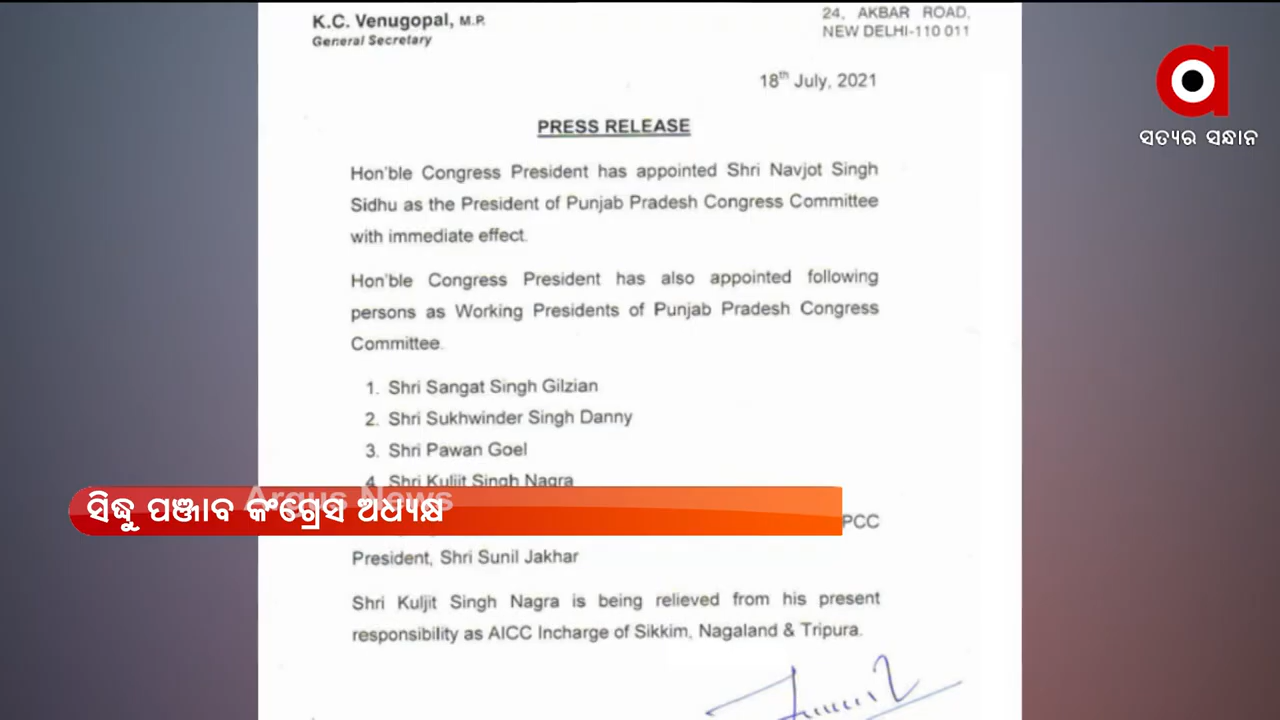 K.C. Venugopal, M.P.
General Secretary
24, AKBAR ROAD,
NEW DELHI-110 011
ସତ୍ୟର ସନ୍ଧାନ
18th July, 2021
PRESS RELEASE
Hon'ble Congress President has appointed Shri Navjot Singh
Sidhu as the President of Punjab Pradesh Congress Committee
with immediate effect.
Hon'ble Congress President has also appointed following
persons as Working Presidents of Punjab Pradesh Congress
Committee.
1. Shri Sangat Singh Gilzian
2. Shri Sukhwinder Singh Danny
3. Shri Pawan Goel
4. Shri Kuljit Singh Nagra
Argus News
ସିଦ୍ଧୁ ପଞ୍ଜାବ କଂଗ୍ରେସ ଅଧ୍ୟକ୍ଷ
PCC
President, Shri Sunil Jakhar
Shri Kuljit Singh Nagra is being relieved from his present
responsibility as AICC Incharge of Sikkim, Nagaland & Tripura.